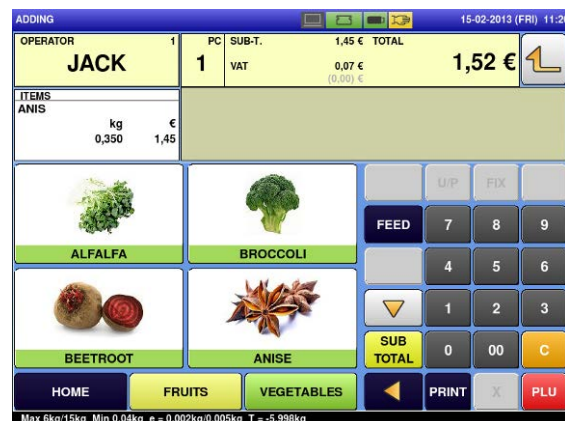 ADDING 15-02-2013 (FRI) 11:20
OPERATOR 1 PC SUB-T. 1,45 € TOTAL
JACK 1 VAT 0,07 € 1,52 €
(0,00) €
ITEMS
ANIS
kg €
0,350 1,45
U/P FIX
FEED 7 8 9
ALFALFA BROCCOLI
4 5 6
1 2 3
SUB TOTAL 0 00 C
BEETROOT ANISE
HOME FRUITS VEGETABLES PRINT X PLU
Max 6kg/15kg Min 0.04kg e = 0.002kg/0.005kg T = -5.998kg